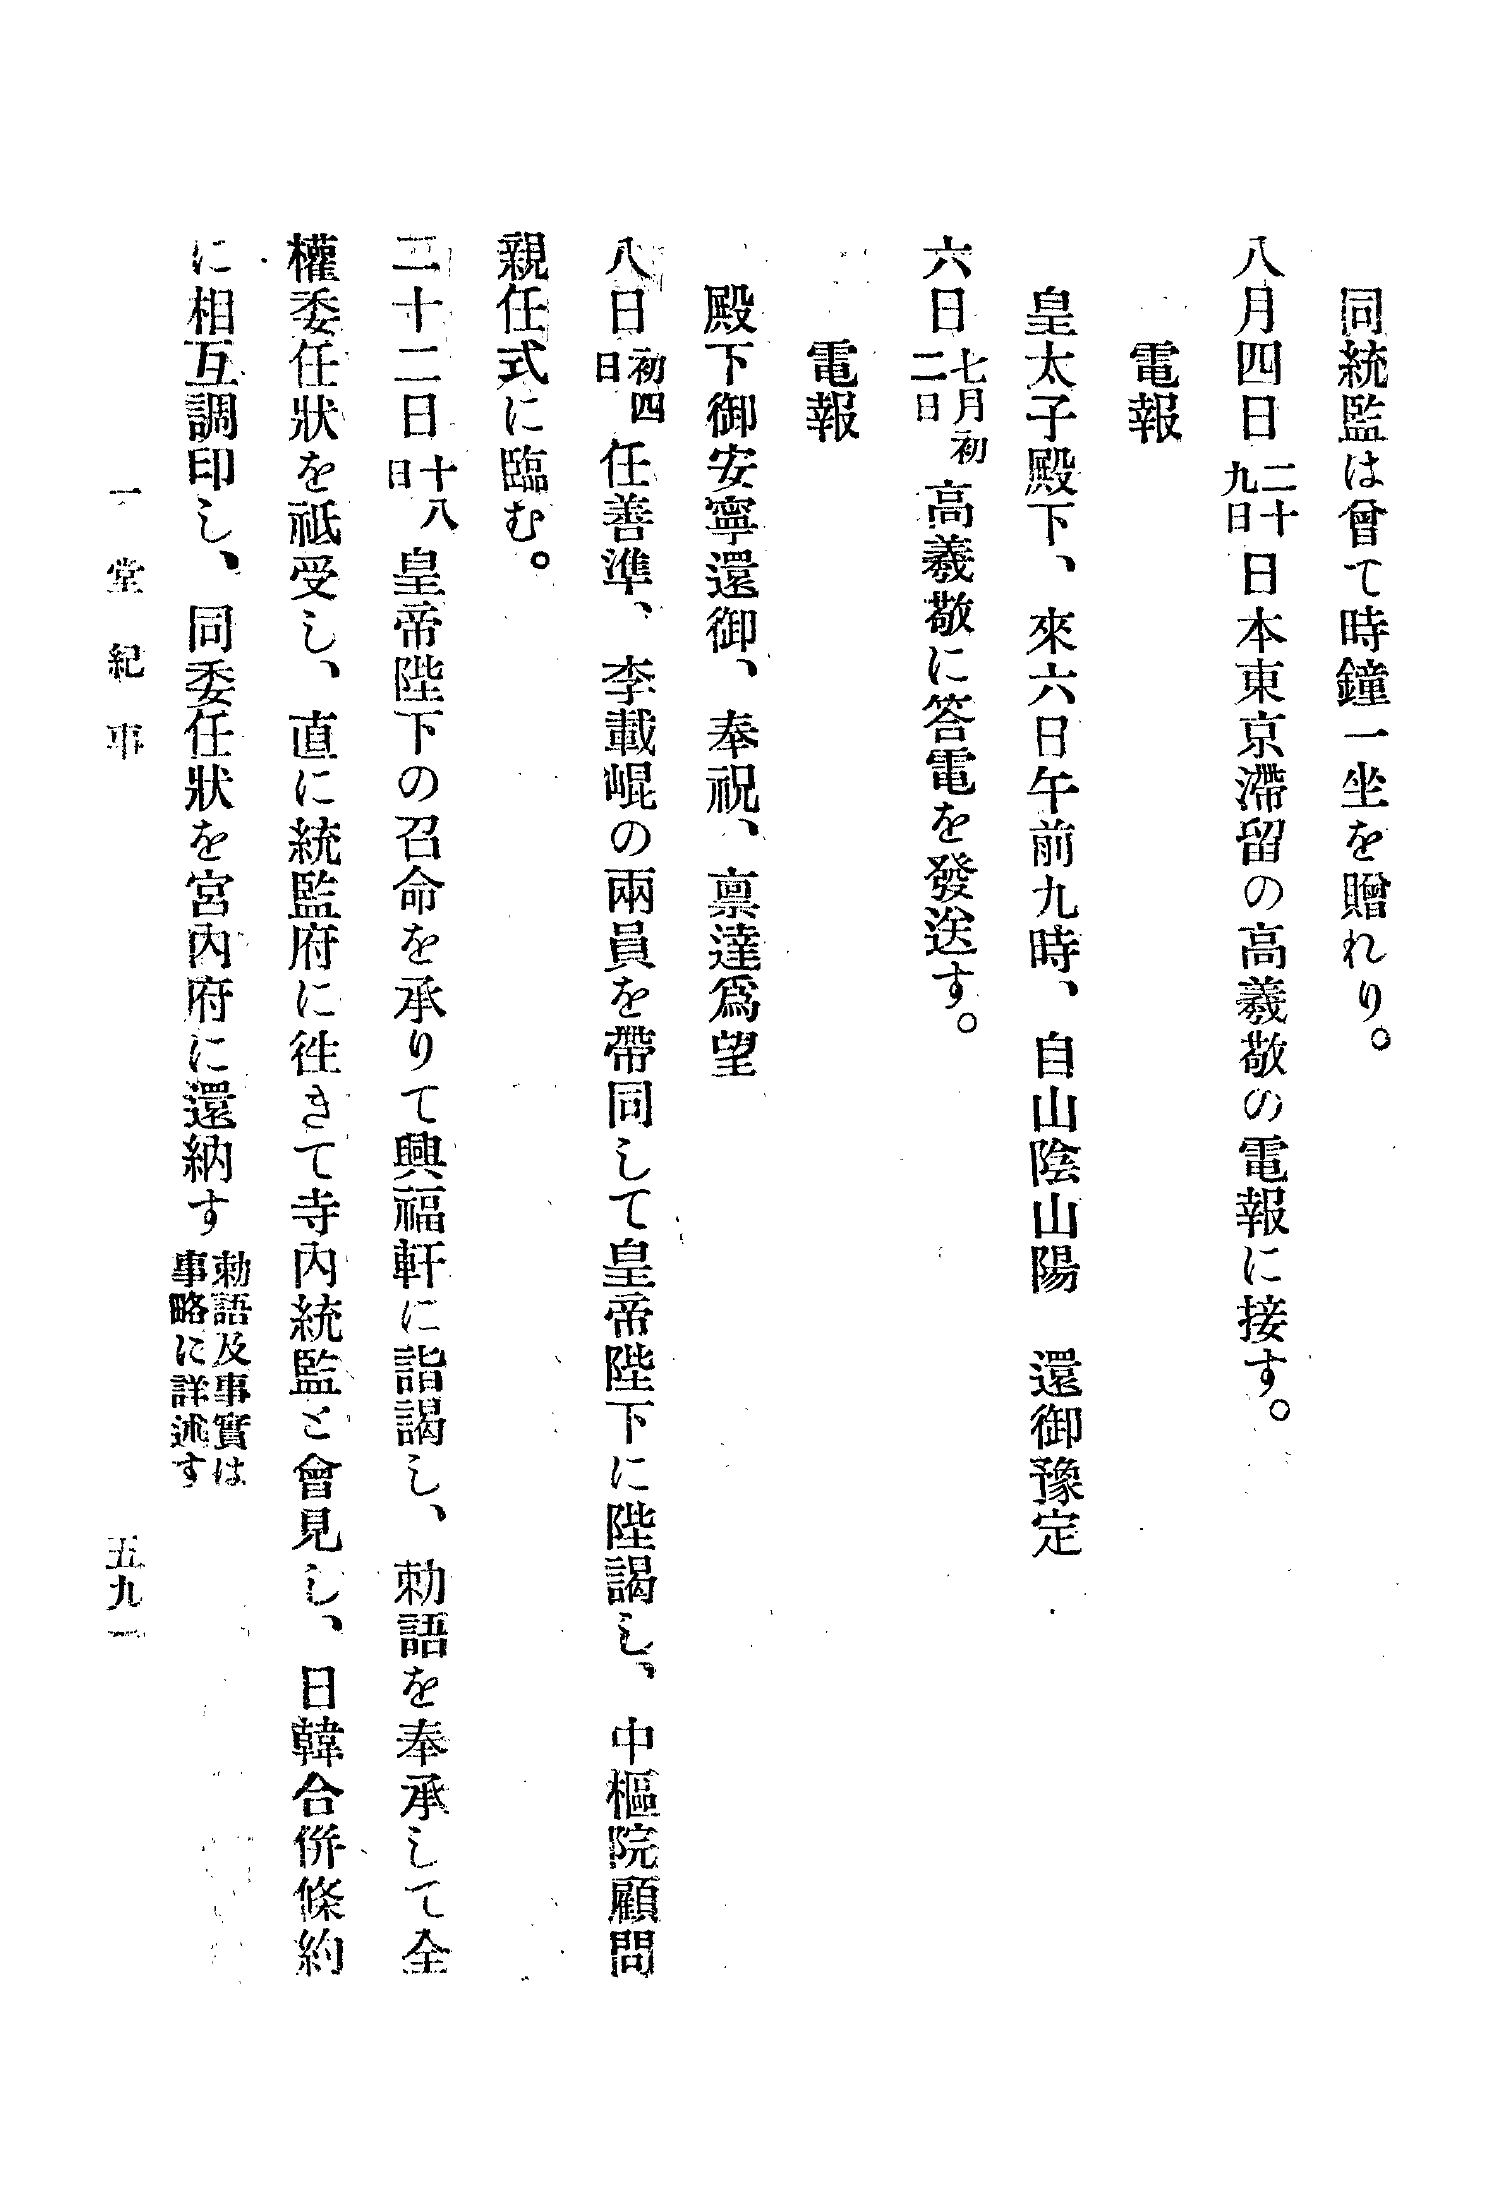 同統監は曾て時鐘一坐を贈れり。
八月四日二十九日日本東京滯留の高羲敬の電報に接す。
電報
皇太子殿下、來六日午前九時、自山陰山陽　還御豫定
六日七月初二日高羲敬に答電を發送す。
電報
殿下御安寧還御、奉祝、禀達爲望
八日初四日任善準、李載崐の兩員を帶同して皇帝陛下に陛謁し、中樞院顧問
親任式に臨む。
二十二日十八日皇帝陛下の召命を承りて興福軒に詣謁し、勅語を奉承して全
權委任狀を祗受し、直に統監府に徃きて寺內統監と會見し、日韓合併條約
に相互調印し、同委任狀を宮內府に還納す勅語及事實は事略に詳述す
一堂紀事
五九一